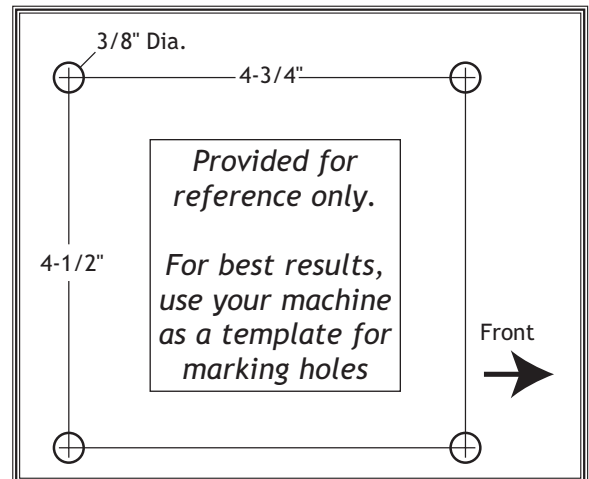 3/8" Dia.
4-3/4"
Provided for
reference only.
For best results,
use your machine
as a template for
marking holes
4-1/2"
Front